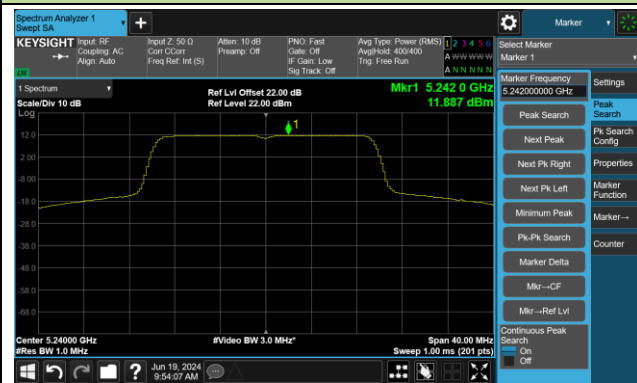 Spectrum Analyzer 1
Swept SA
Marker
KEYSIGHT
Input: RF
Coupling: AC
Align: Auto
Input Z: 50 Ω
Corr CCorr
Freq Ref: Int (S)
Atten: 10 dB
Preamp: Off
PNO: Fast
Gate: Off
IF Gain: Low
Sig Track: Off
Avg Type: Power (RMS)
Avg|Hold: 400/400
Trig: Free Run
1 2 3 4 5 6
A W W W W W
A N N N N N
Select Marker
Marker 1
1 Spectrum
Scale/Div 10 dB
Log
Ref Lvl Offset 22.00 dB
Ref Level 22.00 dBm
Mkr1 5.242 0 GHz
11.887 dBm
1
12.0
2.00
-8.00
-18.0
-28.0
-38.0
-48.0
-58.0
-68.0
Center 5.24000 GHz
#Res BW 1.0 MHz
#Video BW 3.0 MHz*
Span 40.00 MHz
Sweep 1.00 ms (201 pts)
Marker Frequency
5.242000000 GHz
Peak Search
Next Peak
Next Pk Right
Next Pk Left
Minimum Peak
Pk-Pk Search
Marker Delta
Mkr→CF
Mkr→Ref Lvl
Continuous Peak
Search
On
Off
Settings
Peak
Search
Pk Search
Config
Properties
Marker
Function
Marker→
Counter
Jun 19, 2024
9:54:07 AM